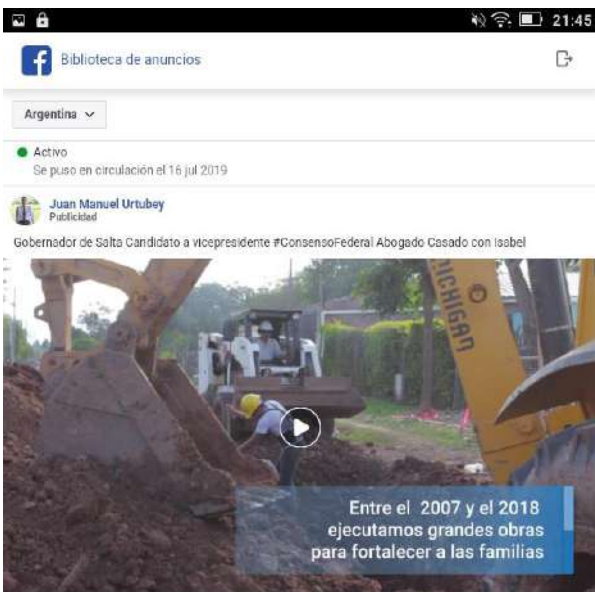 21:45
Biblioteca de anuncios
Argentina
Activo
Se puso en circulación el 16 jul 2019
Juan Manuel Urtubey
Publicidad
Gobernador de Salta Candidato a vicepresidente #ConsensoFederal Abogado Casado con Isabel
MICHIGAN
Entre el 2007 y el 2018
ejecutamos grandes obras
para fortalecer a las familias